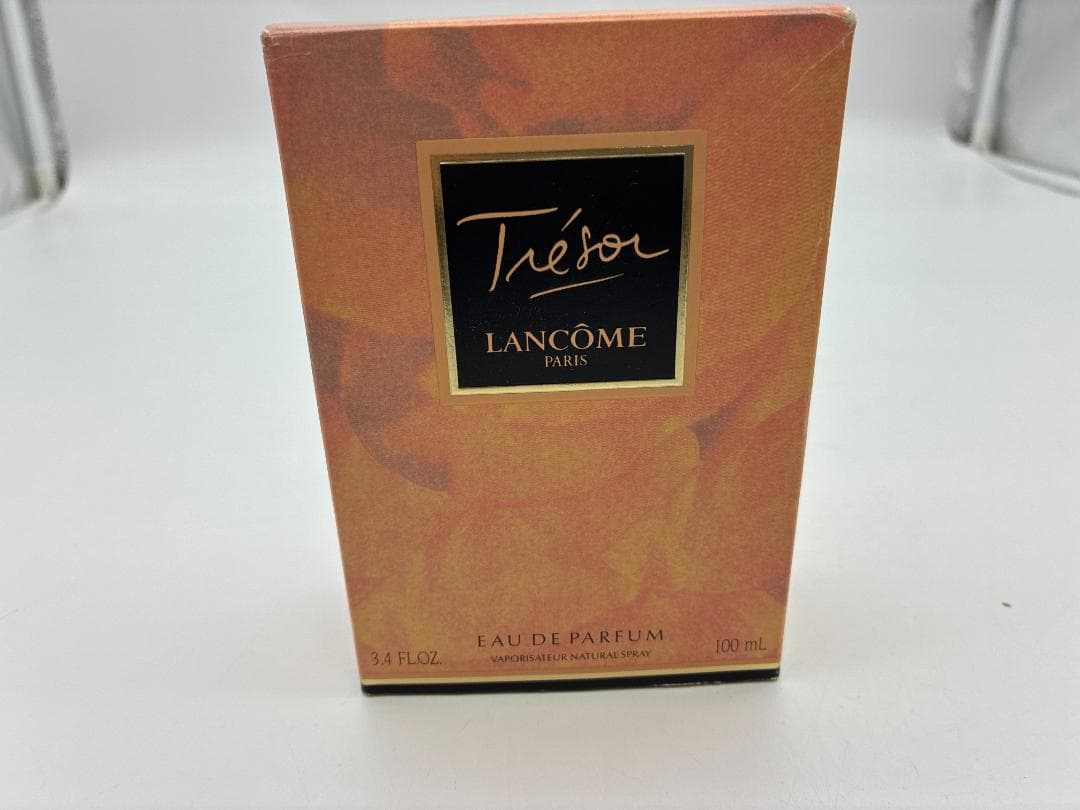 Trésor
LANCÔME
PARIS
EAU DE PARFUM
3.4 FL.OZ.
VAPORISATEUR NATURAL SPRAY
100 mL